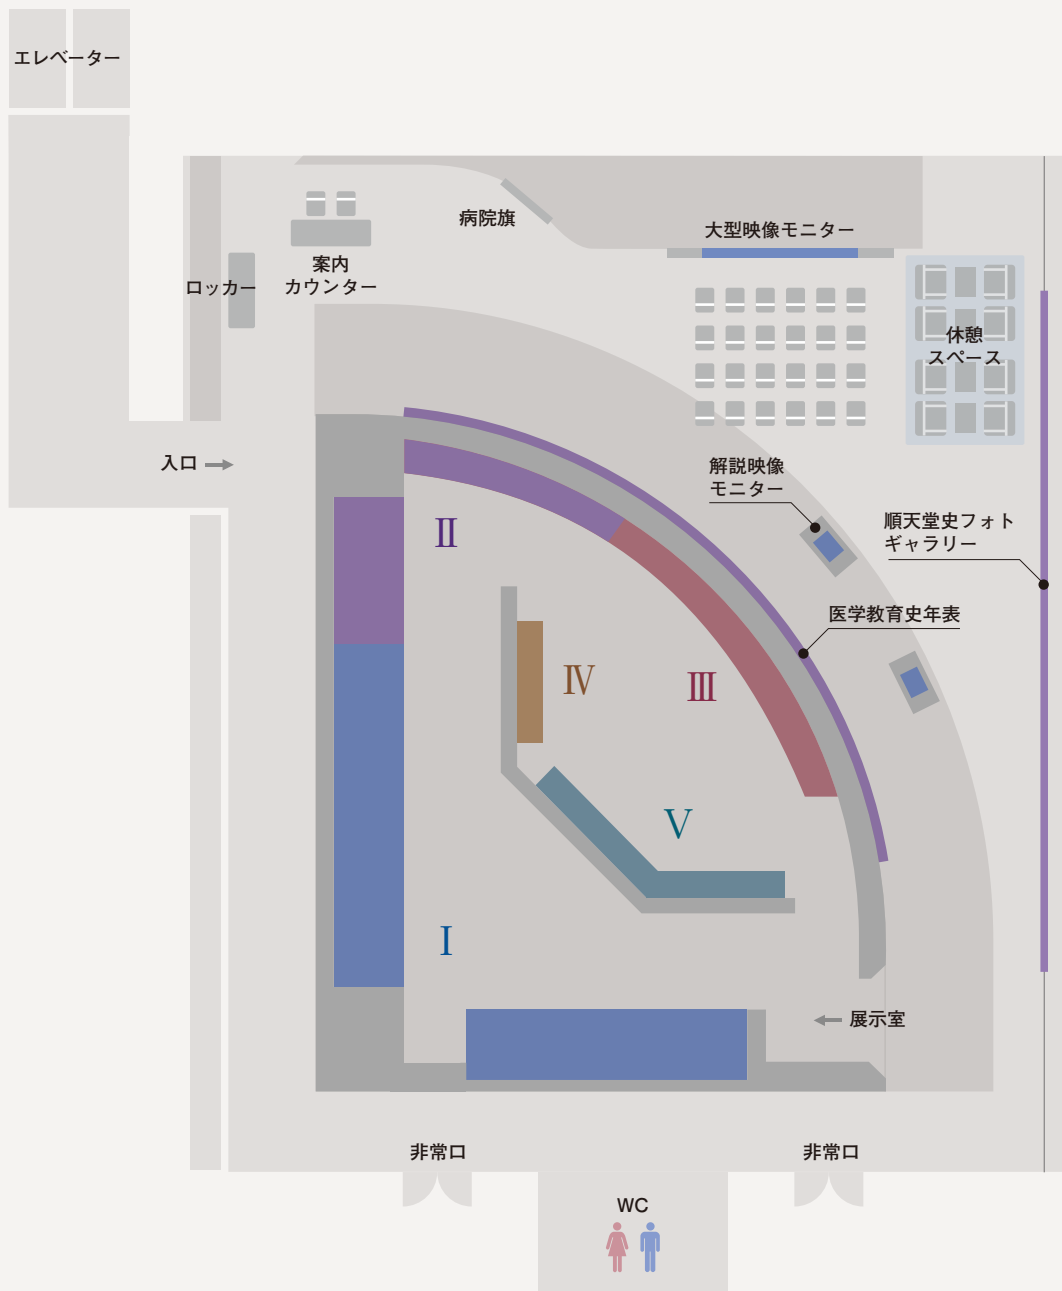 エレベーター
病院旗
大型映像モニター
案内
カウンター
ロッカー
休憩
スペース
入口
解説映像
モニター
順天堂史フォト
ギャラリー
Ⅱ
医学教育史年表
Ⅳ
Ⅲ
Ⅴ
Ⅰ
展示室
非常口
非常口
WC